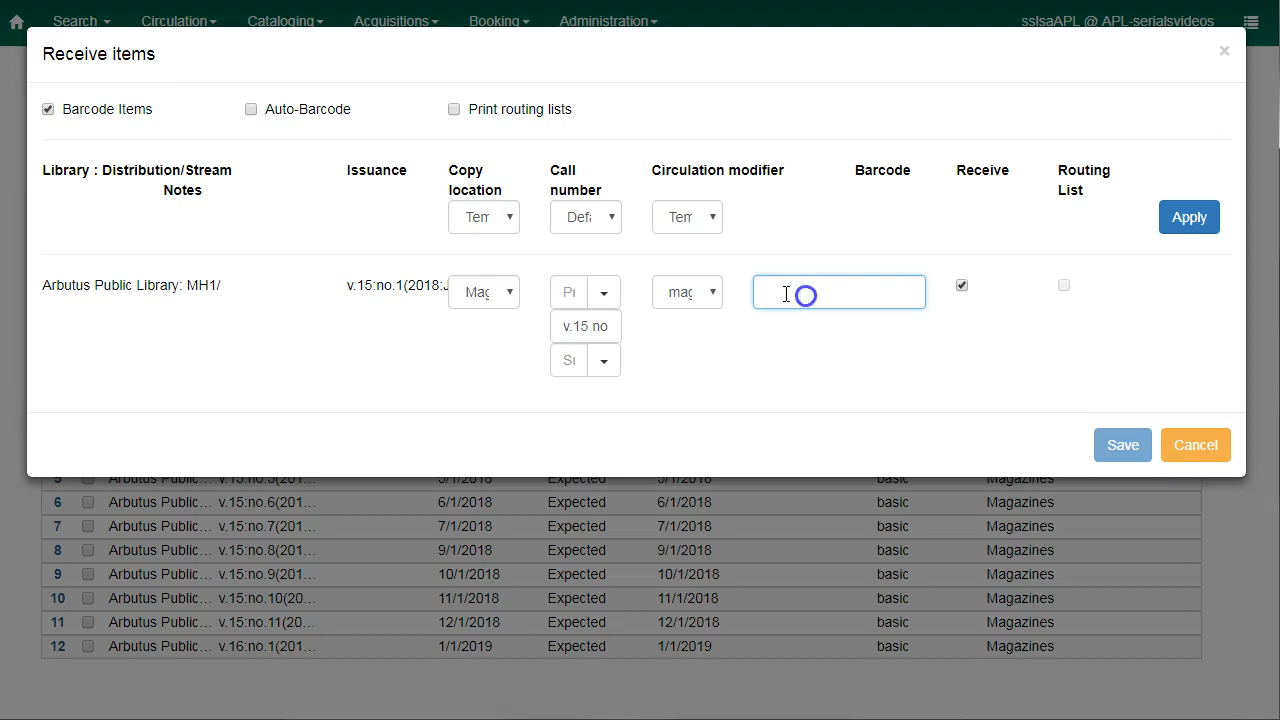 Search Circulation Cataloging Acquisitions Booking Administration sslsaAPL @ APL-serialsvideos
Receive items ×
Barcode Items Auto-Barcode Print routing lists
Library : Distribution/Stream Issuance Copy Call Circulation modifier Barcode Receive Routing
Notes location number List
Tem Defa Tem Apply
Arbutus Public Library: MH1/ v.15:no.1(2018:J Mag Pr mag
v.15 no
Su
Save Cancel
5 Arbutus Public... v.15:no.5(201... 5/1/2018 Expected 5/1/2018 basic Magazines
6 Arbutus Public... v.15:no.6(201... 6/1/2018 Expected 6/1/2018 basic Magazines
7 Arbutus Public... v.15:no.7(201... 7/1/2018 Expected 7/1/2018 basic Magazines
8 Arbutus Public... v.15:no.8(201... 9/1/2018 Expected 9/1/2018 basic Magazines
9 Arbutus Public... v.15:no.9(201... 10/1/2018 Expected 10/1/2018 basic Magazines
10 Arbutus Public... v.15:no.10(20... 11/1/2018 Expected 11/1/2018 basic Magazines
11 Arbutus Public... v.15:no.11(20... 12/1/2018 Expected 12/1/2018 basic Magazines
12 Arbutus Public... v.16:no.1(201... 1/1/2019 Expected 1/1/2019 basic Magazines